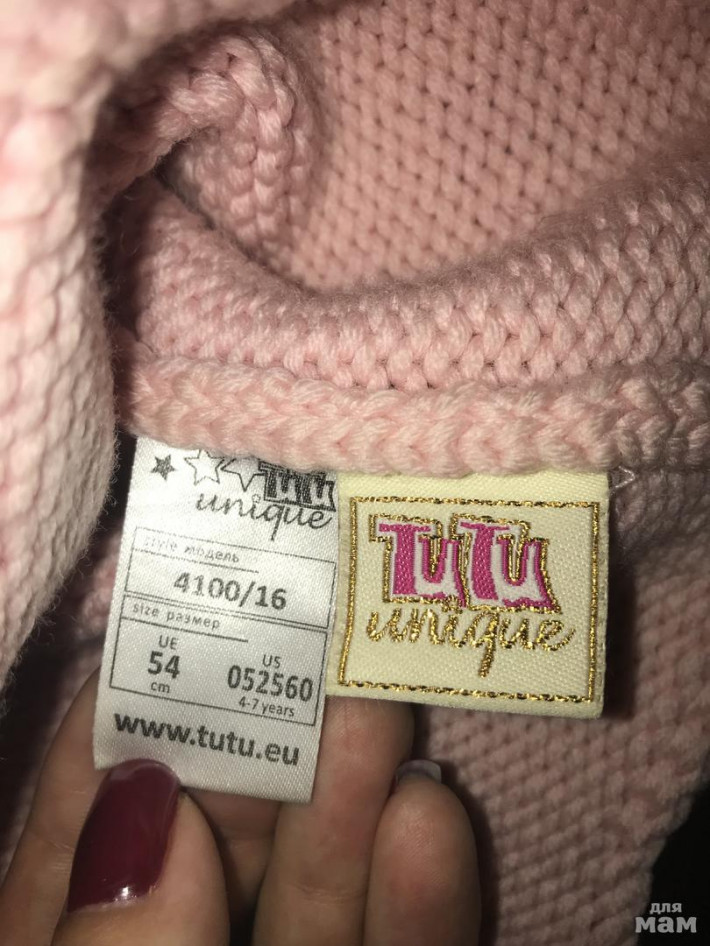 TuTu
unique
style модель
4100/16
size размер
UE
54
cm
US
052560
4-7 years
www.tutu.eu
TuTu
unique
для
мам